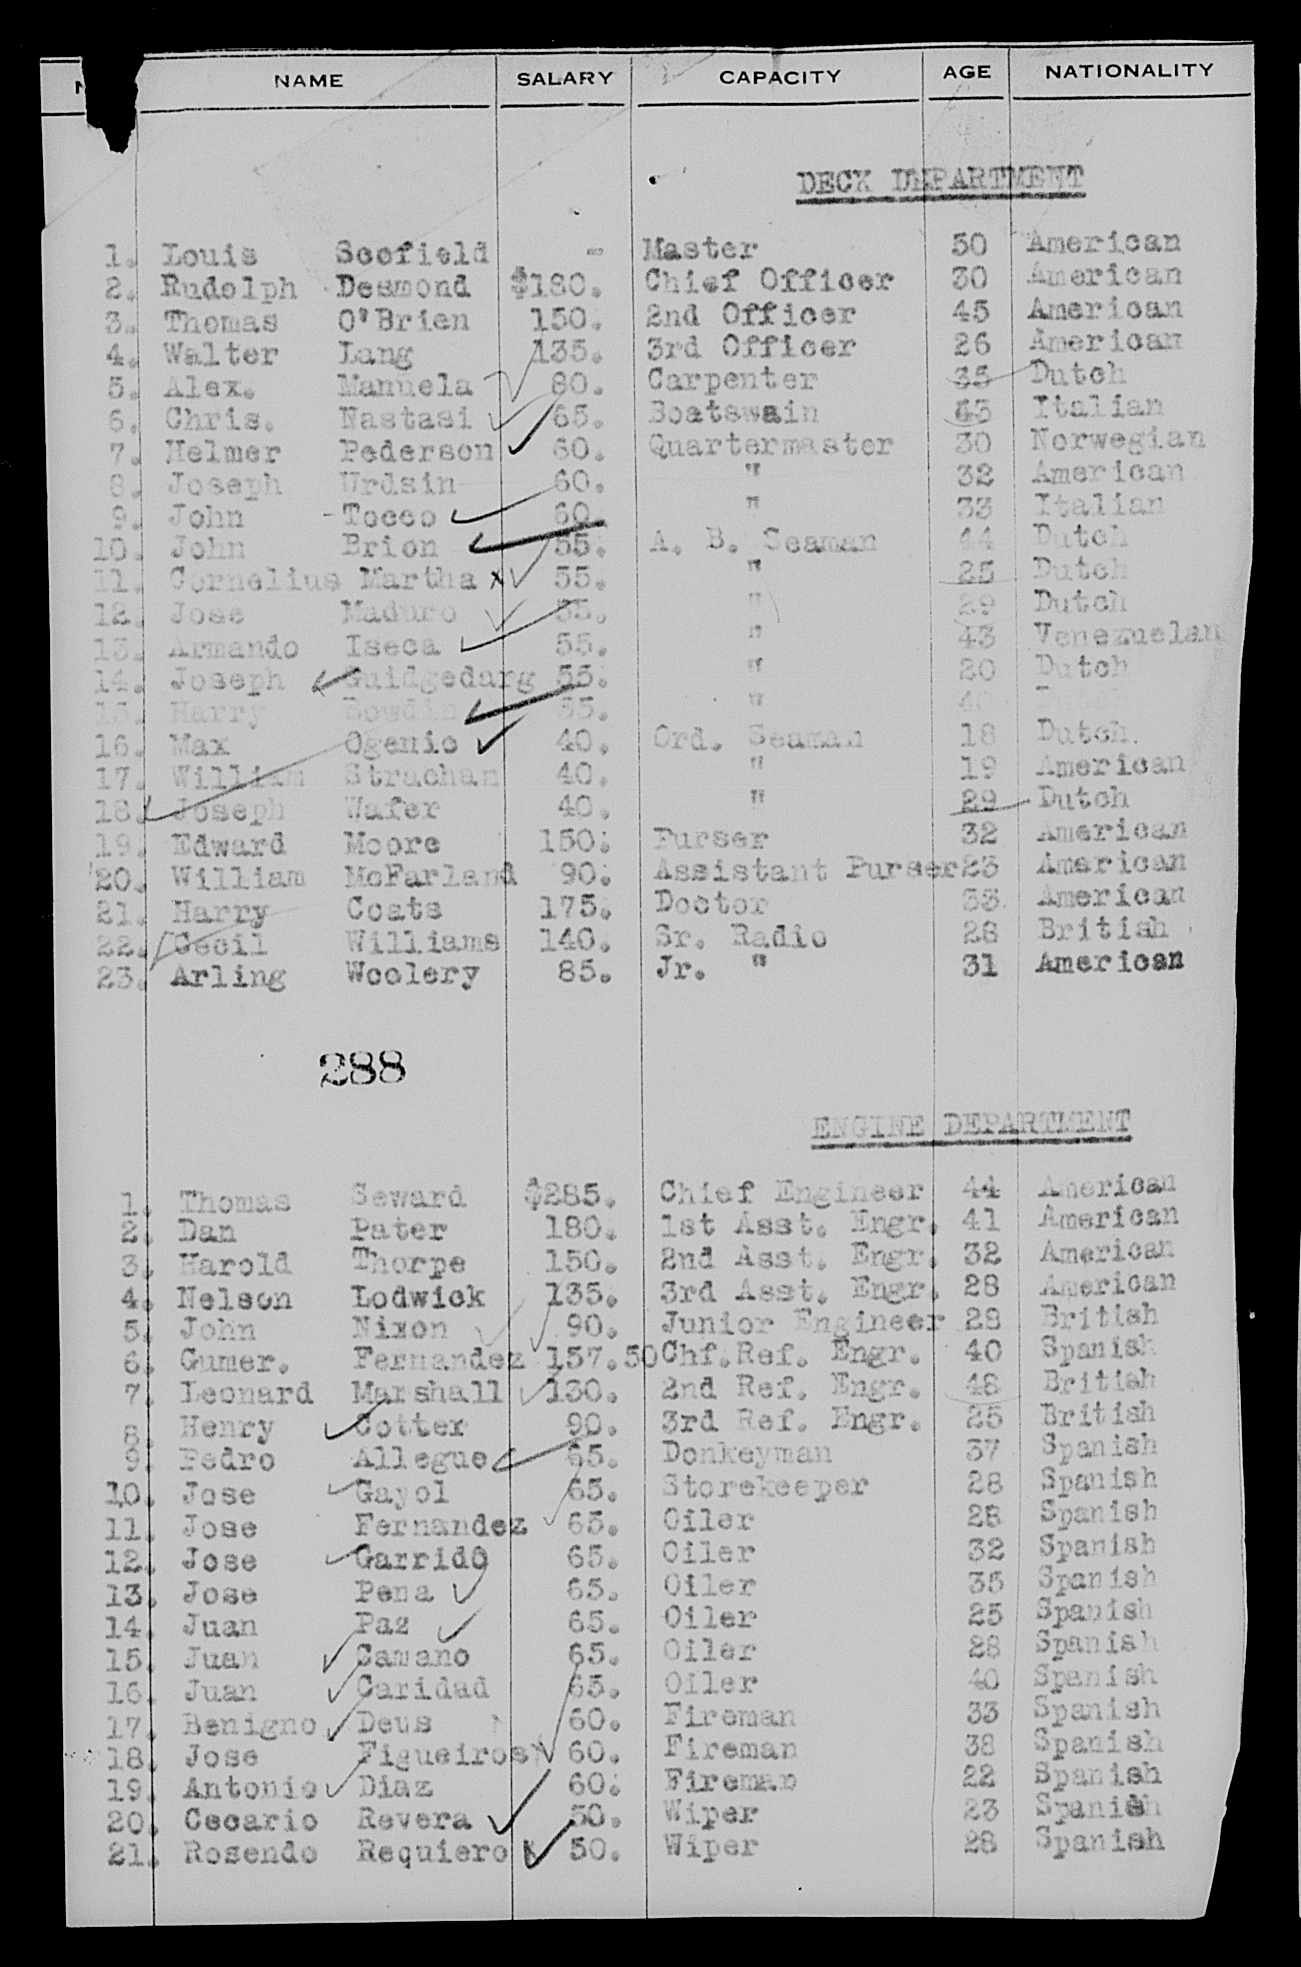 NAME SALARY CAPACITY AGE NATIONALITY
DECK DEPARTMENT
1. Louis Scofield - Master 50 American
2. Rudolph Desmond $180. Chief Officer 30 American
3. Thomas O'Brien 150. 2nd Officer 45 American
4. Walter Lang 135. 3rd Officer 26 American
5. Alex. Manuela 80. Carpenter 35 Dutch
6. Chris. Nastasi 65. Boatswain 43 Italian
7. Helmer Pederson 60. Quartermaster 30 Norwegian
8. Joseph Urdsin 60. " 32 American
9. John Tocco 60. " 33 Italian
10. John Brion 55. A. B. Seaman 44 Dutch
11. Cornelius Martha x 55. " 25 Dutch
12. Jose Maduro 55. " 29 Dutch
13. Armando Iseca 55. " 43 Venezuelan
14. Joseph Guidgedarg 55. " 20 Dutch
15. Harry Bowdin 55. "
16. Max Ogenio 40. Ord. Seaman 18 Dutch.
17. William Strachan 40. " 19 American
18. Joseph Wafer 40. " 29 Dutch
19. Edward Moore 150. Purser 32 American
20. William McFarland 90. Assistant Purser 23 American
21. Harry Coats 175. Doctor 33 American
22. Cecil Williams 140. Sr. Radio 28 British
23. Arling Woolery 85. Jr. " 31 American
288
ENGINE DEPARTMENT
1. Thomas Seward $285. Chief Engineer 44 American
2. Dan Pater 180. 1st Asst. Engr. 41 American
3. Harold Thorpe 150. 2nd Asst. Engr. 32 American
4. Nelson Lodwick 135. 3rd Asst. Engr. 28 American
5. John Nixon 90. Junior Engineer 28 British
6. Gumer. Fernandez 157.50 Chf. Ref. Engr. 40 Spanish
7. Leonard Marshall 130. 2nd Ref. Engr. 48 British
8. Henry Cotter 90. 3rd Ref. Engr. 25 British
9. Pedro Allegue 65. Donkeyman 37 Spanish
10. Jose Gayol 65. Storekeeper 28 Spanish
11. Jose Fernandez 65. Oiler 28 Spanish
12. Jose Garrido 65. Oiler 32 Spanish
13. Jose Pena 65. Oiler 35 Spanish
14. Juan Paz 65. Oiler 25 Spanish
15. Juan Camano 65. Oiler 28 Spanish
16. Juan Caridad 65. Oiler 40 Spanish
17. Benigno Deus 60. Fireman 33 Spanish
18. Jose Figueiros 60. Fireman 38 Spanish
19. Antonio Diaz 60. Fireman 22 Spanish
20. Cecario Revera 50. Wiper 23 Spanish
21. Rosendo Requiero 50. Wiper 28 Spanish